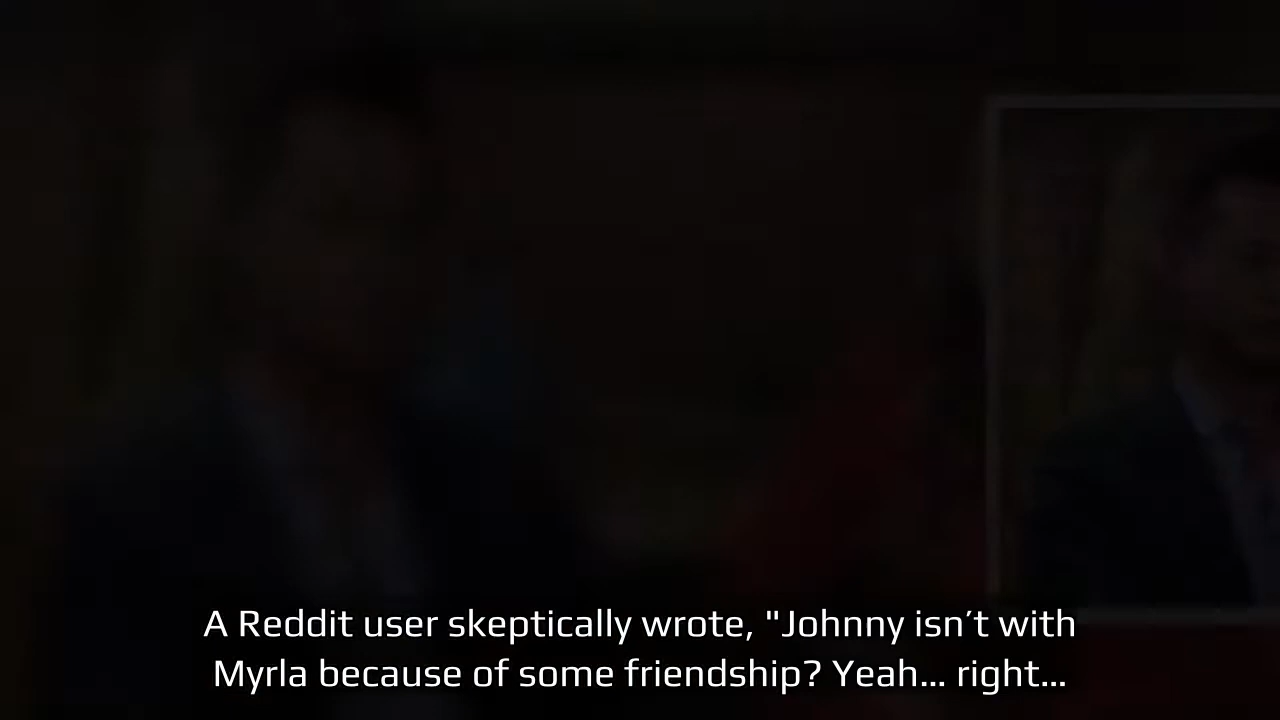 A Reddit user skeptically wrote, "Johnny isn′t with
Myrla because of some friendship? Yeah... right...